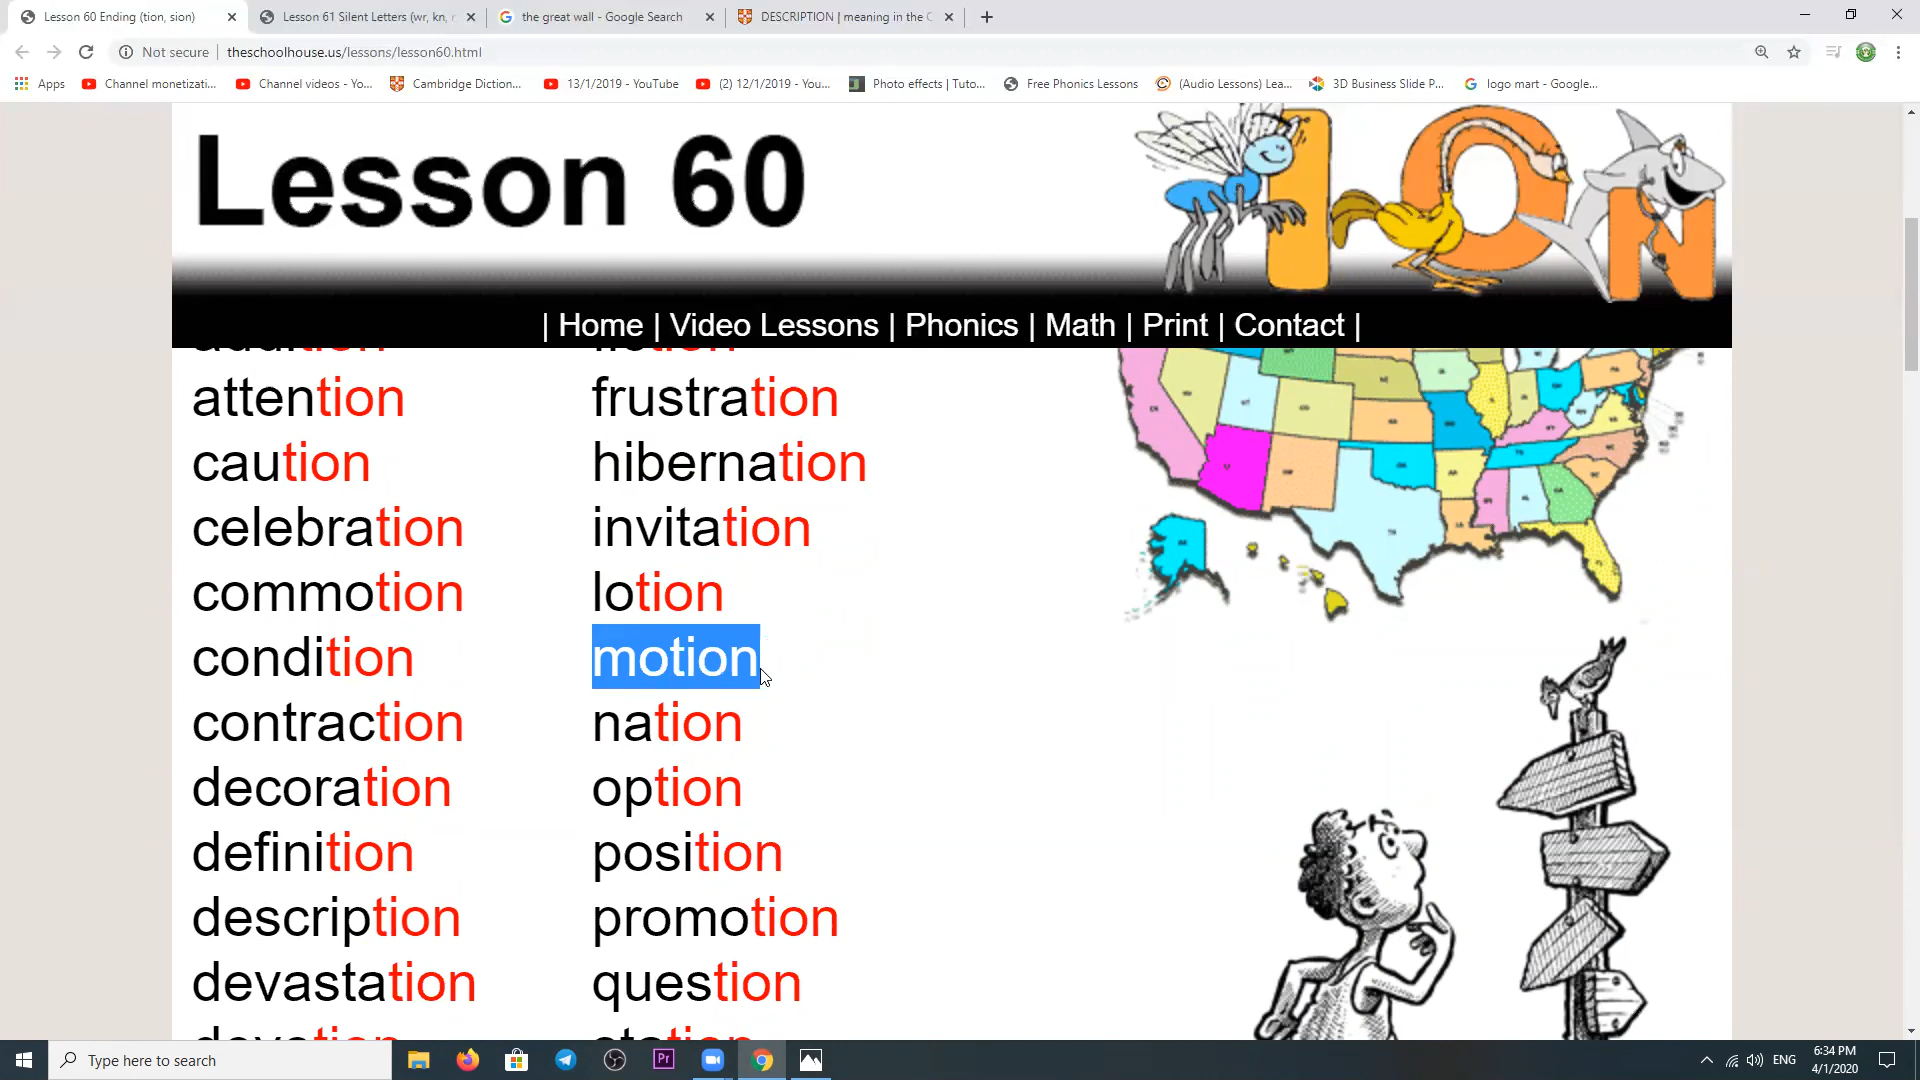 Lesson 60 Ending (tion, sion)
Lesson 61 Silent Letters (wr, kn,
the great wall - Google Search
DESCRIPTION | meaning in the C
Not secure
theschoolhouse.us/lessons/lesson60.html
Apps
Channel monetizati...
Channel videos - Yo...
Cambridge Diction...
13/1/2019 - YouTube
(2) 12/1/2019 - You...
Photo effects | Tuto...
Free Phonics Lessons
(Audio Lessons) Lea...
3D Business Slide P...
logo mart - Google...
Lesson 60
ION
| Home | Video Lessons | Phonics | Math | Print | Contact |
attention
frustration
caution
hibernation
celebration
invitation
commotion
lotion
condition
motion
contraction
nation
decoration
option
definition
position
description
promotion
devastation
question
Type here to search
Pr
ENG
6:34 PM
4/1/2020